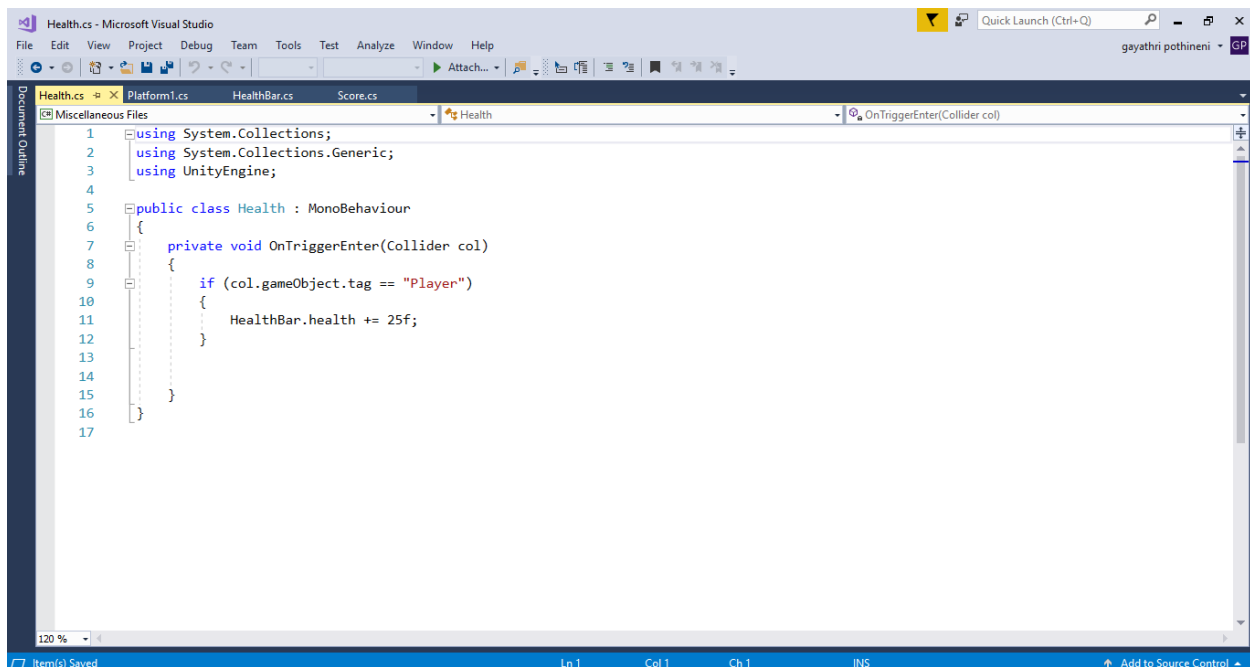 Health.cs - Microsoft Visual Studio
Quick Launch (Ctrl+Q)
File Edit View Project Debug Team Tools Test Analyze Window Help
gayathri pothineni GP
Attach...
Document Outline
Health.cs Platform1.cs HealthBar.cs Score.cs
C# Miscellaneous Files Health OnTriggerEnter(Collider col)
1 using System.Collections;
2 using System.Collections.Generic;
3 using UnityEngine;
4
5 public class Health : MonoBehaviour
6 {
7 private void OnTriggerEnter(Collider col)
8 {
9 if (col.gameObject.tag == "Player")
10 {
11 HealthBar.health += 25f;
12 }
13
14
15 }
16 }
17
120 %
Item(s) Saved Ln 1 Col 1 Ch 1 INS Add to Source Control